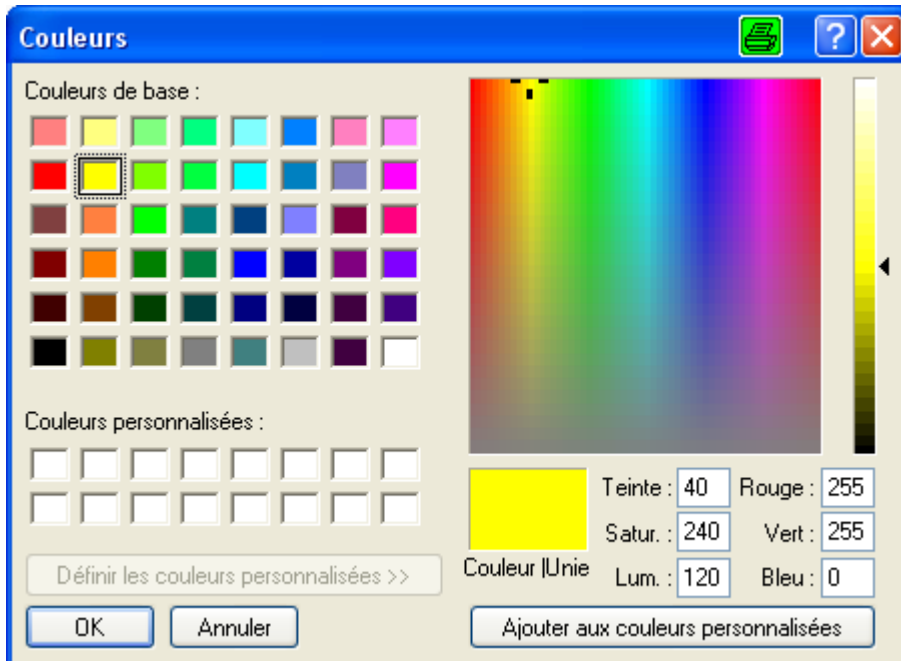 Couleurs
Couleurs de base :
Couleurs personnalisées :
Définir les couleurs personnalisées >>
OK Annuler
Teinte : 40 Rouge : 255
Satur. : 240 Vert : 255
Couleur |Unie Lum. : 120 Bleu : 0
Ajouter aux couleurs personnalisées